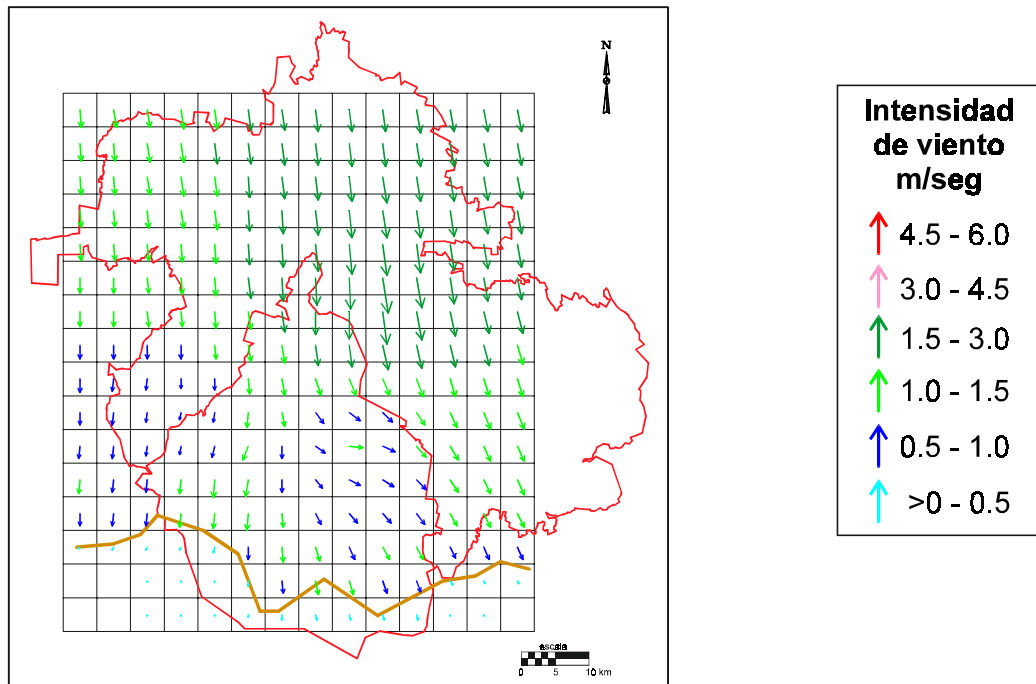 N
Intensidad
de viento
m/seg
4.5 - 6.0
3.0 - 4.5
1.5 - 3.0
1.0 - 1.5
0.5 - 1.0
>0 - 0.5
escala
0 5 10 km